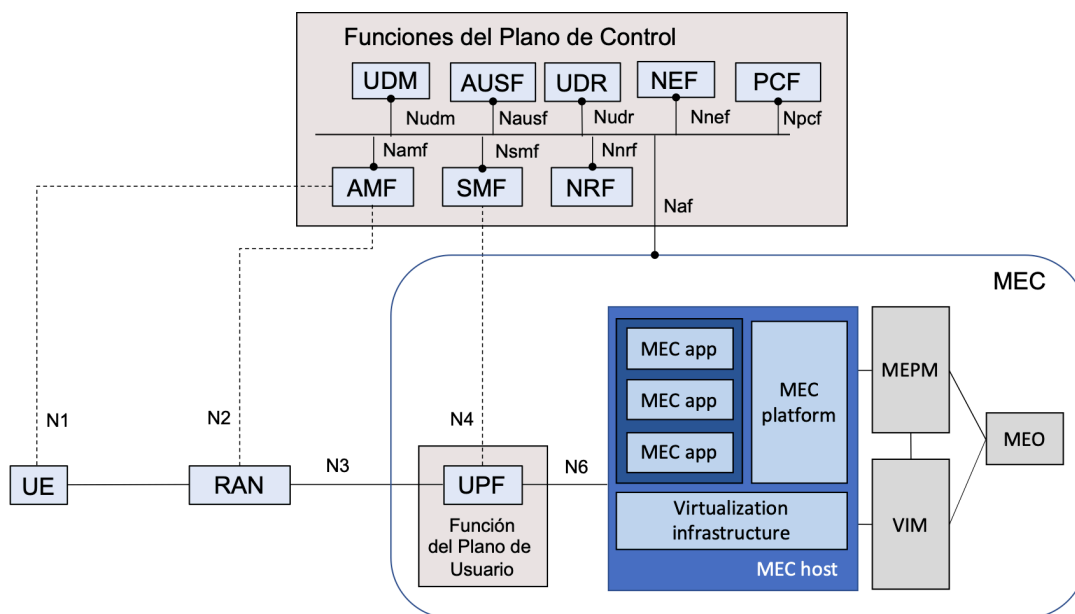 Funciones del Plano de Control
UDM
AUSF
UDR
NEF
PCF
Nudm
Nausf
Nudr
Nnef
Npcf
Namf
Nsmf
Nnrf
AMF
SMF
NRF
Naf
MEC
MEC app
MEC app
MEC app
MEC
platform
MEPM
MEO
N1
N2
N3
N4
N6
UE
RAN
UPF
Función
del Plano de
Usuario
Virtualization
infrastructure
VIM
MEC host